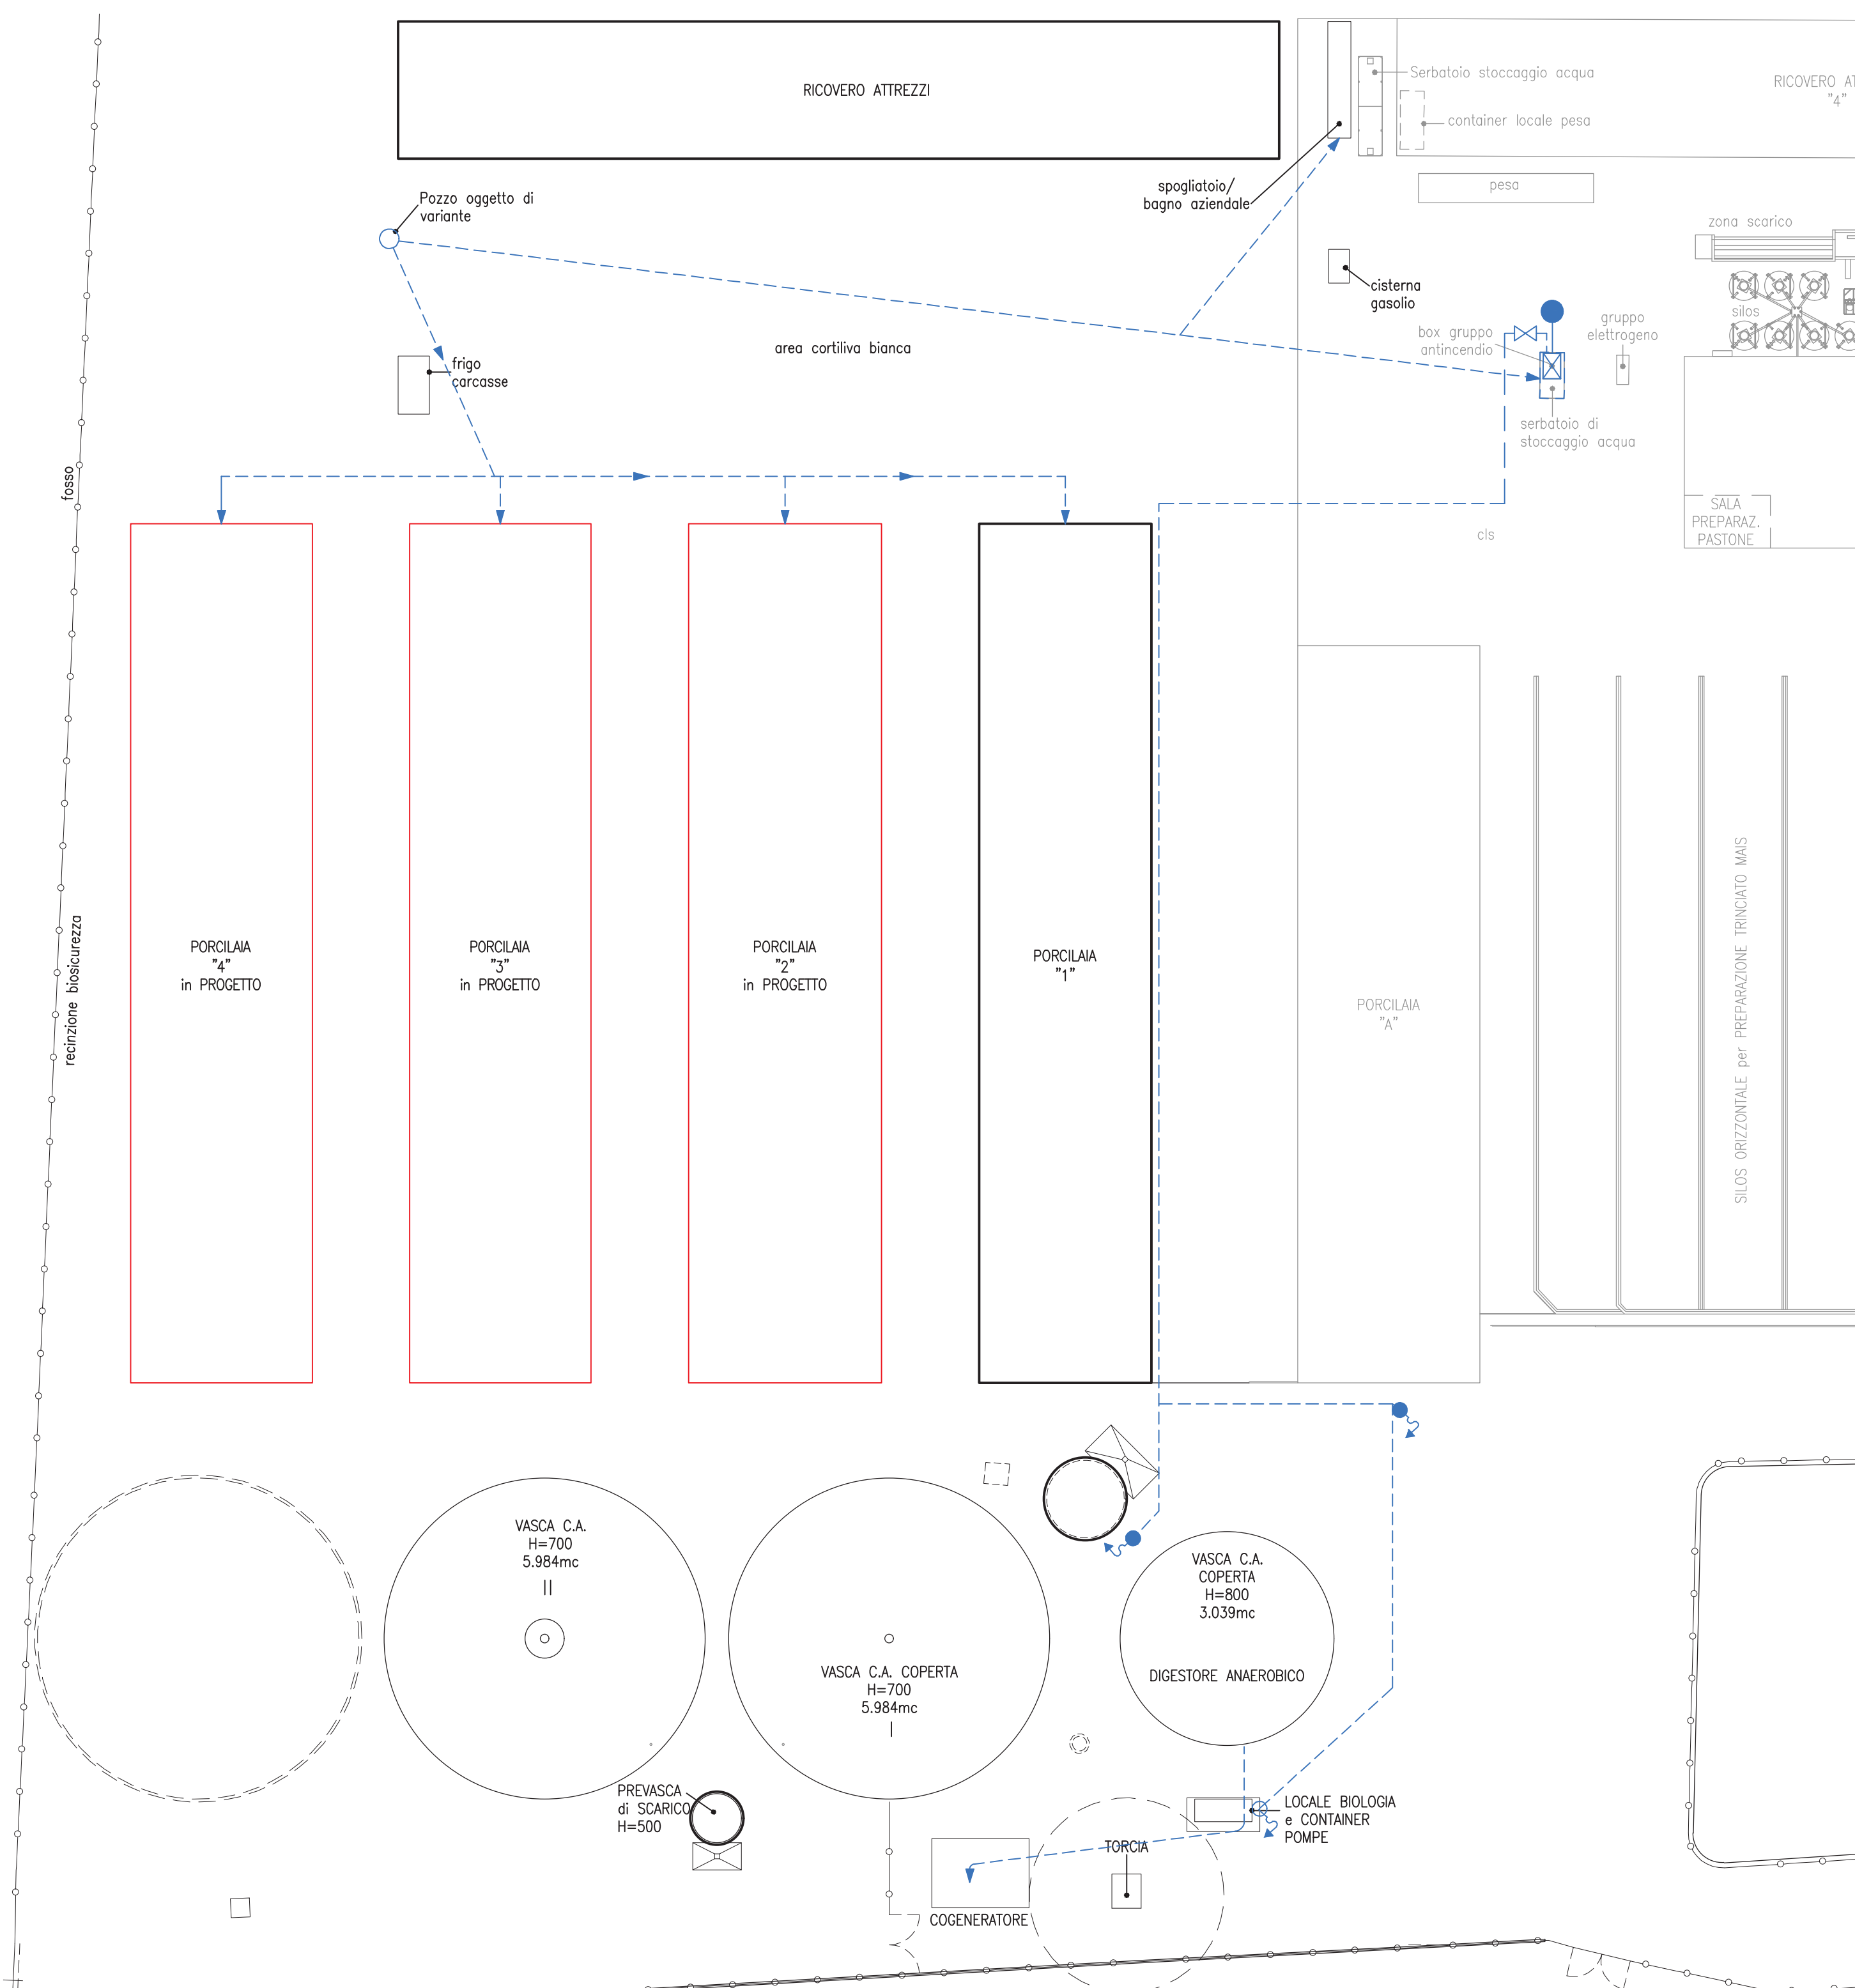 RICOVERO ATTREZZI
Serbatoio stoccaggio acqua
container locale pesa
"4"
spogliatoio/
bagno aziendale
pesa
Pozzo oggetto di
variante
zona scarico
cisterna
gasolio
silos
gruppo
elettrogeno
box gruppo
antincendio
area cortiliva bianca
frigo
carcasse
serbatoio di
stoccaggio acqua
fosso
SALA
PREPARAZ.
PASTONE
cls
recinzione biosicurezza
PORCILAIA
"4"
in PROGETTO
PORCILAIA
"3"
in PROGETTO
PORCILAIA
"2"
in PROGETTO
PORCILAIA
"1"
PORCILAIA
"A"
SILOS ORIZZONTALE per PREPARAZIONE TRINCIATO MAIS
VASCA C.A.
H=700
5.984mc
II
VASCA C.A. COPERTA
H=700
5.984mc
I
VASCA C.A.
COPERTA
H=800
3.039mc
DIGESTORE ANAEROBICO
PREVASCA
di SCARICO
H=500
LOCALE BIOLOGIA
e CONTAINER
POMPE
TORCIA
COGENERATORE